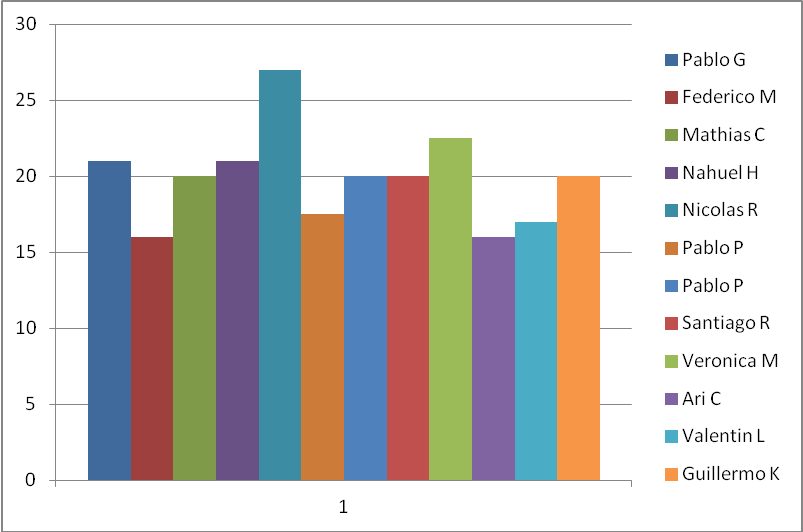 30
25
20
15
10
5
0
1
Pablo G
Federico M
Mathias C
Nahuel H
Nicolas R
Pablo P
Pablo P
Santiago R
Veronica M
Ari C
Valentin L
Guillermo K